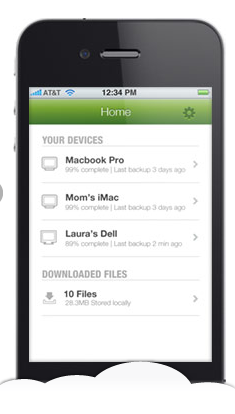 AT&T 12:34 PM
Home
YOUR DEVICES
Macbook Pro
99% complete | Last backup 3 days ago
Mom's iMac
99% complete | Last backup 3 days ago
Laura's Dell
89% complete | Last backup 2 min ago
DOWNLOADED FILES
10 Files
28.3MB Stored locally